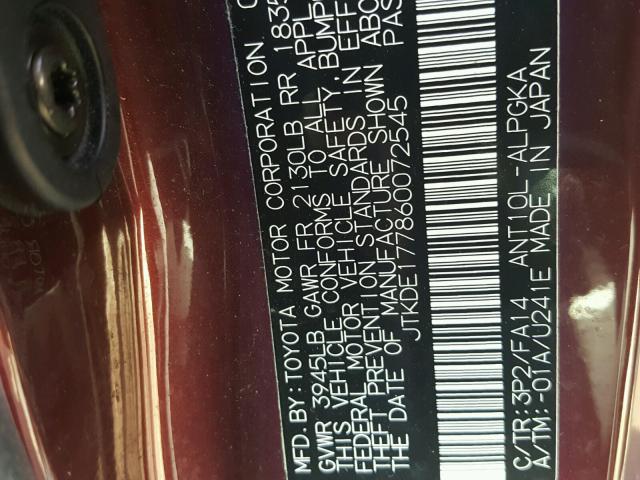 MFD. BY: TOYOTA MOTOR CORPORATION
GVWR 3945LB GAWR FR 2130LB RR 1835
THIS VEHICLE CONFORMS TO ALL APPL
FEDERAL MOTOR VEHICLE SAFETY, BUMP
THEFT PREVENTION STANDARDS IN EFF
THE DATE OF MANUFACTURE SHOWN ABO
JTKDE177860072545 PAS
C/TR: 3P2/FA14 ANT10L-ALPGKA
A/TM: -01A/U241E MADE IN JAPAN